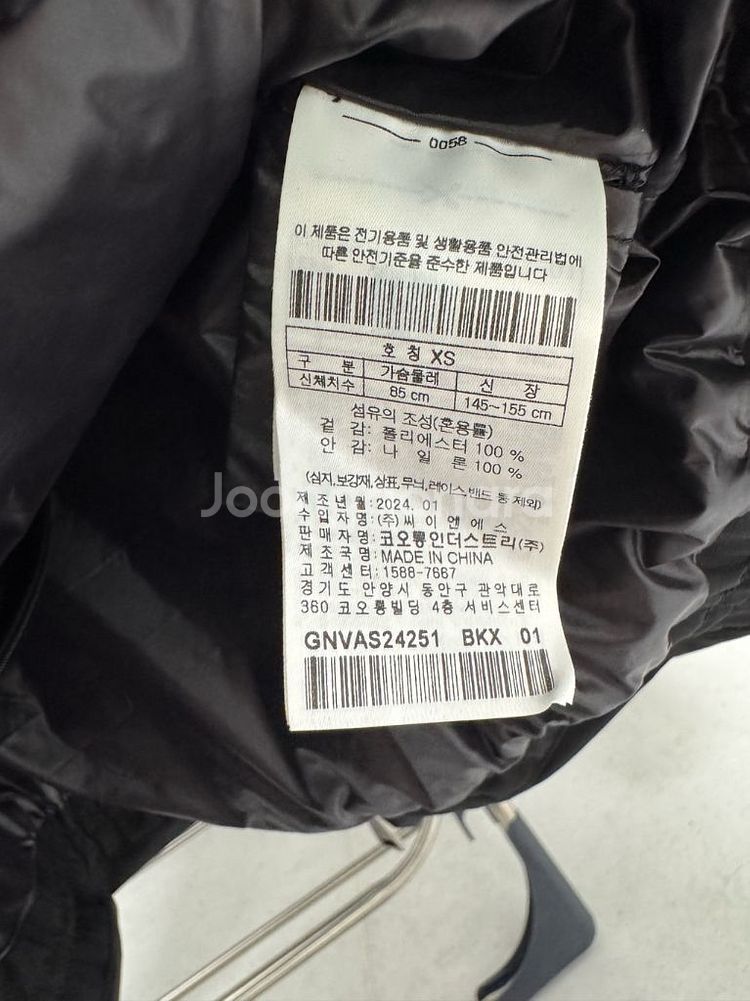 0058
이 제품은 전기용품 및 생활용품 안전관리법에
따른 안전기준을 준수한 제품입니다
호 칭 XS
구 분 가슴둘레 신 장
신체치수 85 cm 145~155 cm
섬유의 조성(혼용률)
겉 감: 폴리에스터 100 %
안 감: 나 일 론 100 %
(심지,보강재,상표,무늬,레이스,밴드 등 제외)
제 조 년 월: 2024. 01
수 입 자 명: (주) 씨 이 엔 에 스
판 매 자 명: 코오롱인더스트리(주)
제 조 국 명: MADE IN CHINA
고 객 센 터: 1588-7667
경 기 도 안 양 시 동 안 구 관 악 대 로
360 코 오 롱 빌 딩 4층 서 비 스 센 터
GNVAS24251 BKX 01